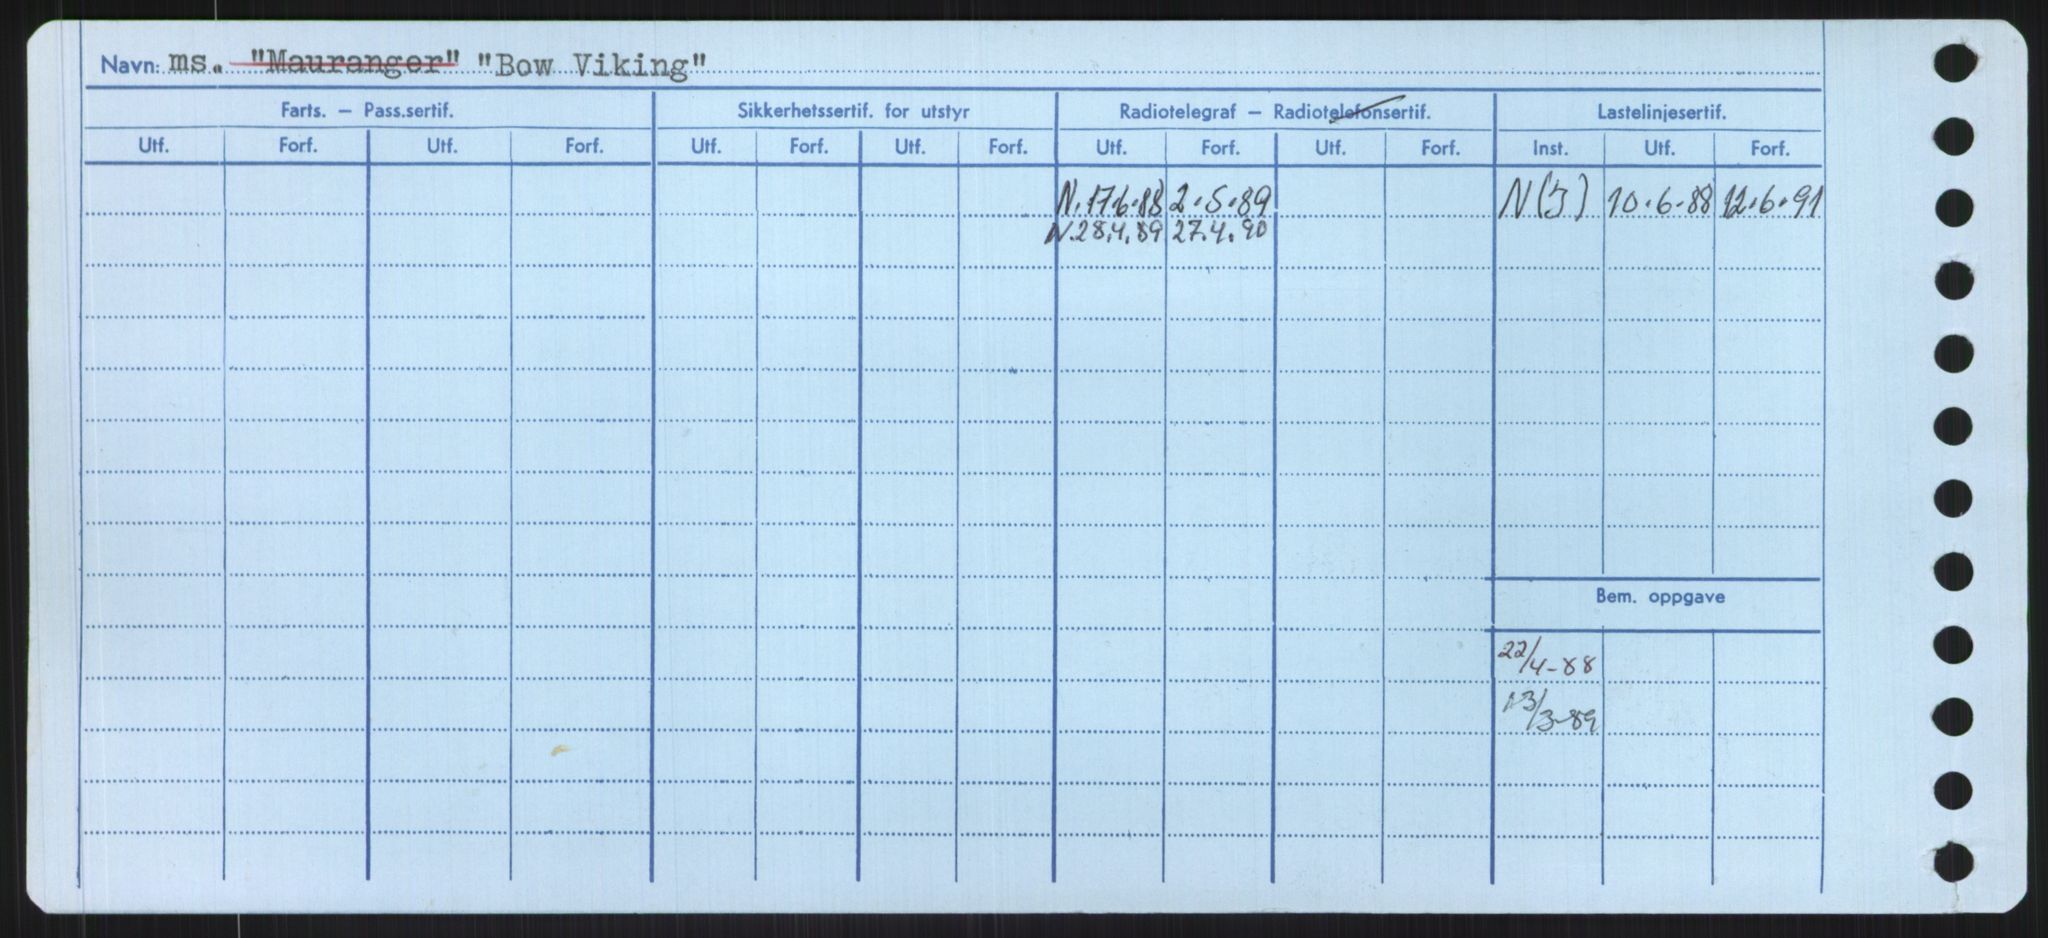 Navn: ms. "Mauranger" "Bow Viking"
Farts. — Pass.sertif. Sikkerhetssertif. for utstyr Radiotelegraf — Radiotelefonsertif. Lastelinjesertif.
Utf. Forf. Utf. Forf. Utf. Forf. Utf. Forf. Utf. Forf. Utf. Forf. Inst. Utf. Forf.
N. 17.6.88 2.5.89 N(J) 10.6.88 12.6.91
N. 28.4.89 27.4.90
Bem. oppgave
22/4-88
13/3-89